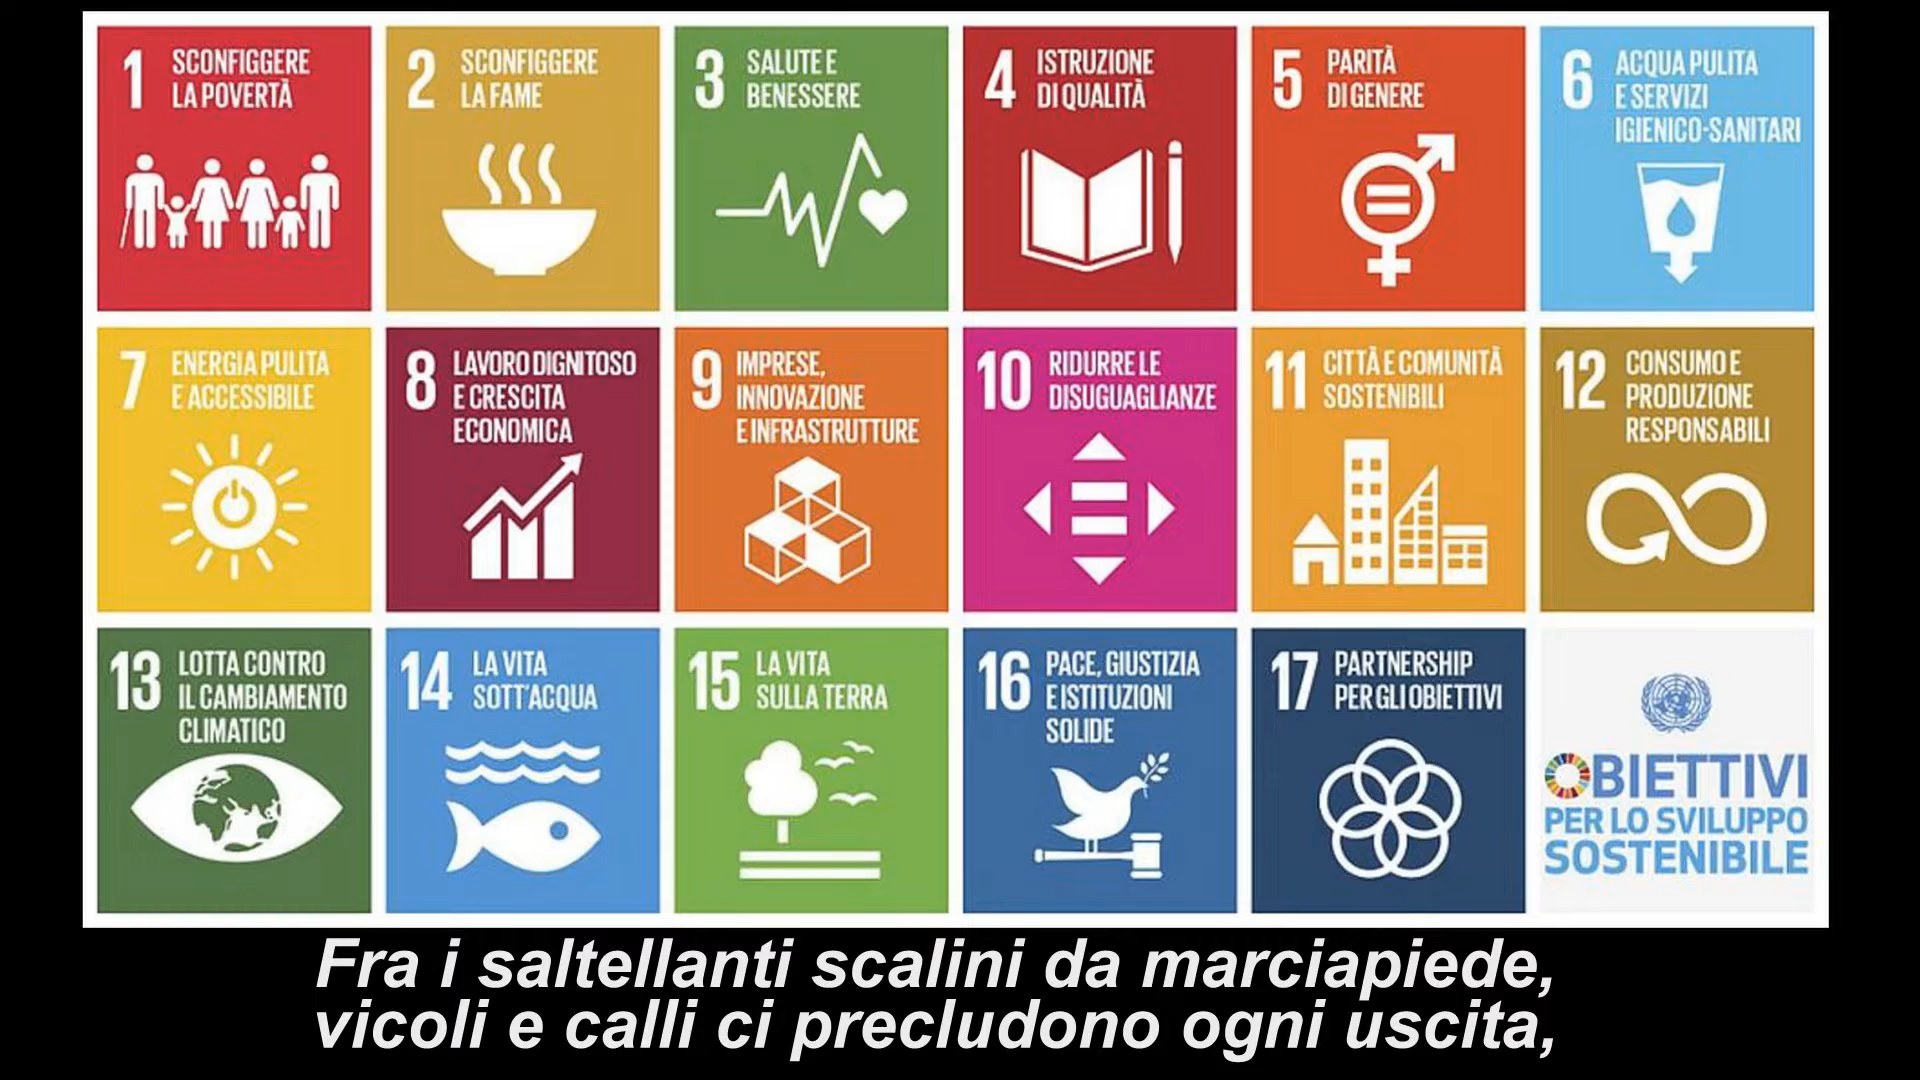 1 SCONFIGGERE
LA POVERTÀ
2 SCONFIGGERE
LA FAME
3 SALUTE E
BENESSERE
4 ISTRUZIONE
DI QUALITÀ
5 PARITÀ
DI GENERE
6 ACQUA PULITA
E SERVIZI
IGIENICO-SANITARI
7 ENERGIA PULITA
E ACCESSIBILE
8 LAVORO DIGNITOSO
E CRESCITA
ECONOMICA
9 IMPRESE,
INNOVAZIONE
E INFRASTRUTTURE
10 RIDURRE LE
DISUGUAGLIANZE
11 CITTÀ E COMUNITÀ
SOSTENIBILI
12 CONSUMO E
PRODUZIONE
RESPONSABILI
13 LOTTA CONTRO
IL CAMBIAMENTO
CLIMATICO
14 LA VITA
SOTT'ACQUA
15 LA VITA
SULLA TERRA
16 PACE, GIUSTIZIA
E ISTITUZIONI
SOLIDE
17 PARTNERSHIP
PER GLI OBIETTIVI
OBIETTIVI
PER LO SVILUPPO
SOSTENIBILE
Fra i saltellanti scalini da marciapiede,
vicoli e calli ci precludono ogni uscita,